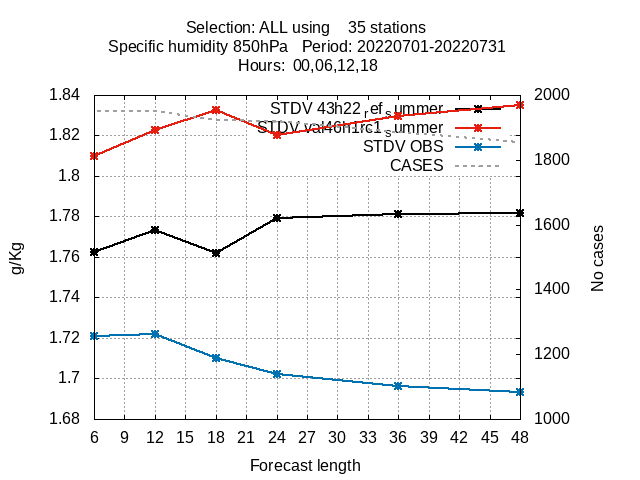 Selection: ALL using    35 stations
Specific humidity 850hPa   Period: 20220701-20220731
Hours:  00,06,12,18
1.84
1.82
1.8
1.78
1.76
1.74
1.72
1.7
1.68
g/Kg
2000
1800
1600
1400
1200
1000
No cases
STDV 43h22_ref_summer
STDV OBS
CASES
6 9 12 15 18 21 24 27 30 33 36 39 42 45 48
Forecast length